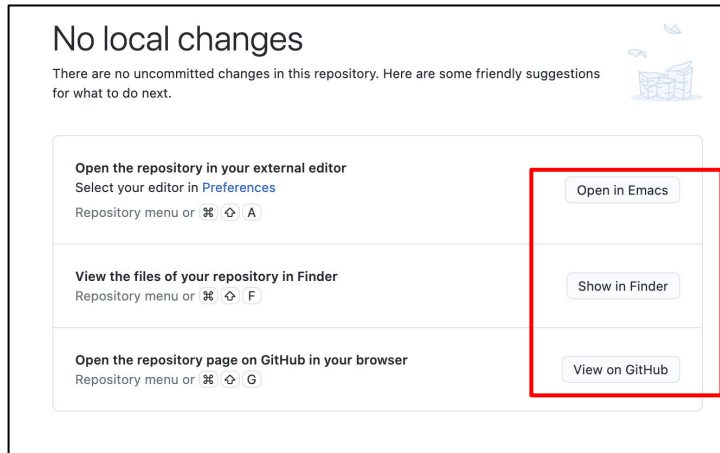 No local changes
There are no uncommitted changes in this repository. Here are some friendly suggestions
for what to do next.
Open the repository in your external editor
Select your editor in Preferences
Repository menu or ⌘ ⇧ A
Open in Emacs
View the files of your repository in Finder
Repository menu or ⌘ ⇧ F
Show in Finder
Open the repository page on GitHub in your browser
Repository menu or ⌘ ⇧ G
View on GitHub